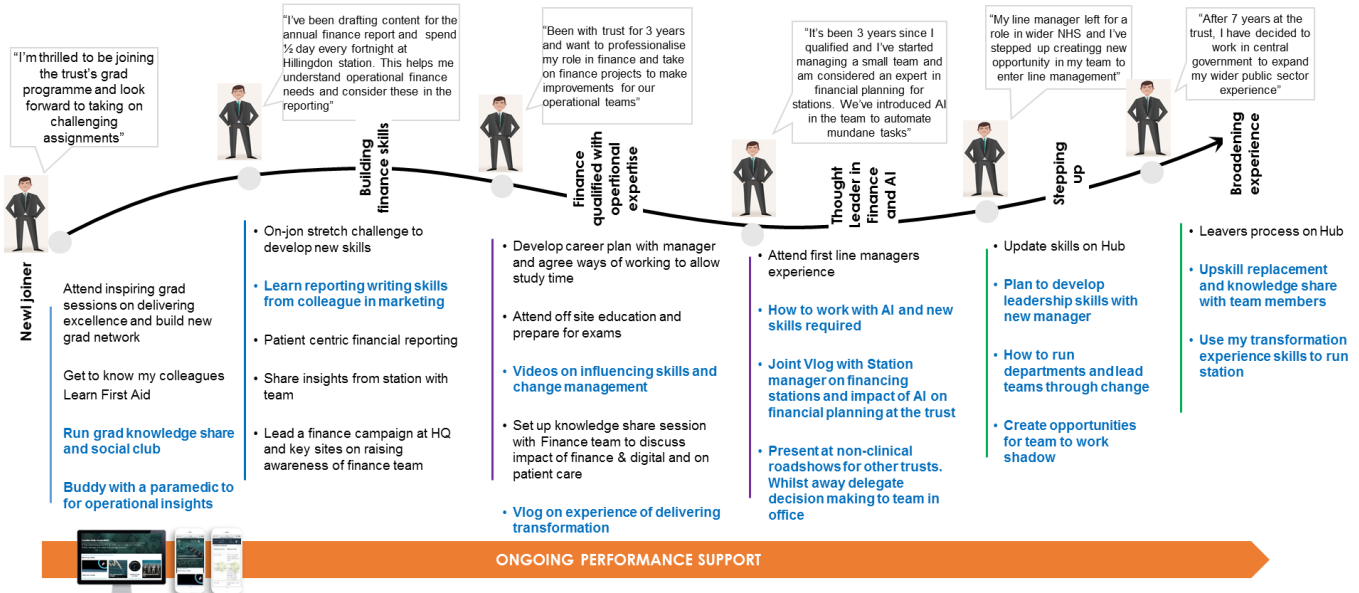 “I’m thrilled to be joining
the trust’s grad
programme and look
forward to taking on
challenging
assignments”
“I’ve been drafting content for the
annual finance report and spend
½ day every fortnight at
Hillingdon station. This helps me
understand operational finance
needs and consider these in the
reporting”
“Been with trust for 3 years
and want to professionalise
my role in finance and take
on finance projects to make
improvements for our
operational teams”
“It’s been 3 years since I
qualified and I’ve started
managing a small team and
am considered an expert in
financial planning for
stations. We’ve introduced AI
in the team to automate
mundane tasks”
“My line manager left for a
role in wider NHS and I’ve
stepped up creatingg new
opportunity in my team to
enter line management”
“After 7 years at the
trust, I have decided to
work in central
government to expand
my wider public sector
experience”
Newl joiner
Attend inspiring grad
sessions on delivering
excellence and build new
grad network
Get to know my colleagues
Learn First Aid
Run grad knowledge share
and social club
Buddy with a paramedic to
for operational insights
Building
finance skills
• On-jon stretch challenge to
develop new skills
• Learn reporting writing skills
from colleague in marketing
• Patient centric financial reporting
• Share insights from station with
team
• Lead a finance campaign at HQ
and key sites on raising
awareness of finance team
Finance
qualified with
opertional
expertise
• Develop career plan with manager
and agree ways of working to allow
study time
• Attend off site education and
prepare for exams
• Videos on influencing skills and
change management
• Set up knowledge share session
with Finance team to discuss
impact of finance & digital and on
patient care
• Vlog on experience of delivering
transformation
Thought
Leader in
Finance
and AI
• Attend first line managers
experience
• How to work with AI and new
skills required
• Joint Vlog with Station
manager on financing
stations and impact of AI on
financial planning at the trust
• Present at non-clinical
roadshows for other trusts.
Whilst away delegate
decision making to team in
office
Stepping
up
• Update skills on Hub
• Plan to develop
leadership skills with
new manager
• How to run
departments and lead
teams through change
• Create opportunities
for team to work
shadow
Broadening
experience
• Leavers process on Hub
• Upskill replacement
and knowledge share
with team members
• Use my transformation
experience skills to run
station
ONGOING PERFORMANCE SUPPORT